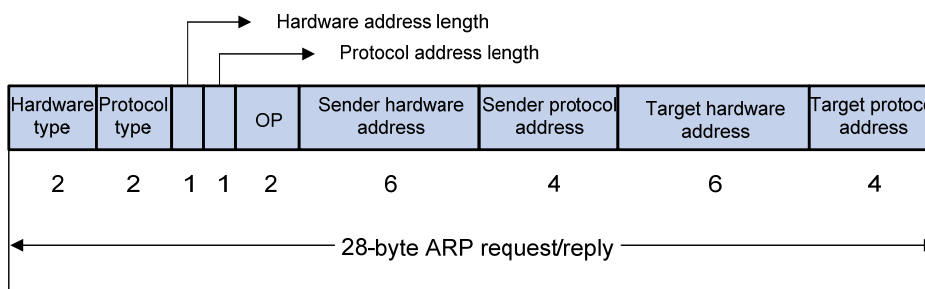 Hardware address length
Protocol address length
Hardware type
Protocol type
OP
Sender hardware address
Sender protocol address
Target hardware address
Target protoco address
2 2 1 1 2 6 4 6 4
28-byte ARP request/reply